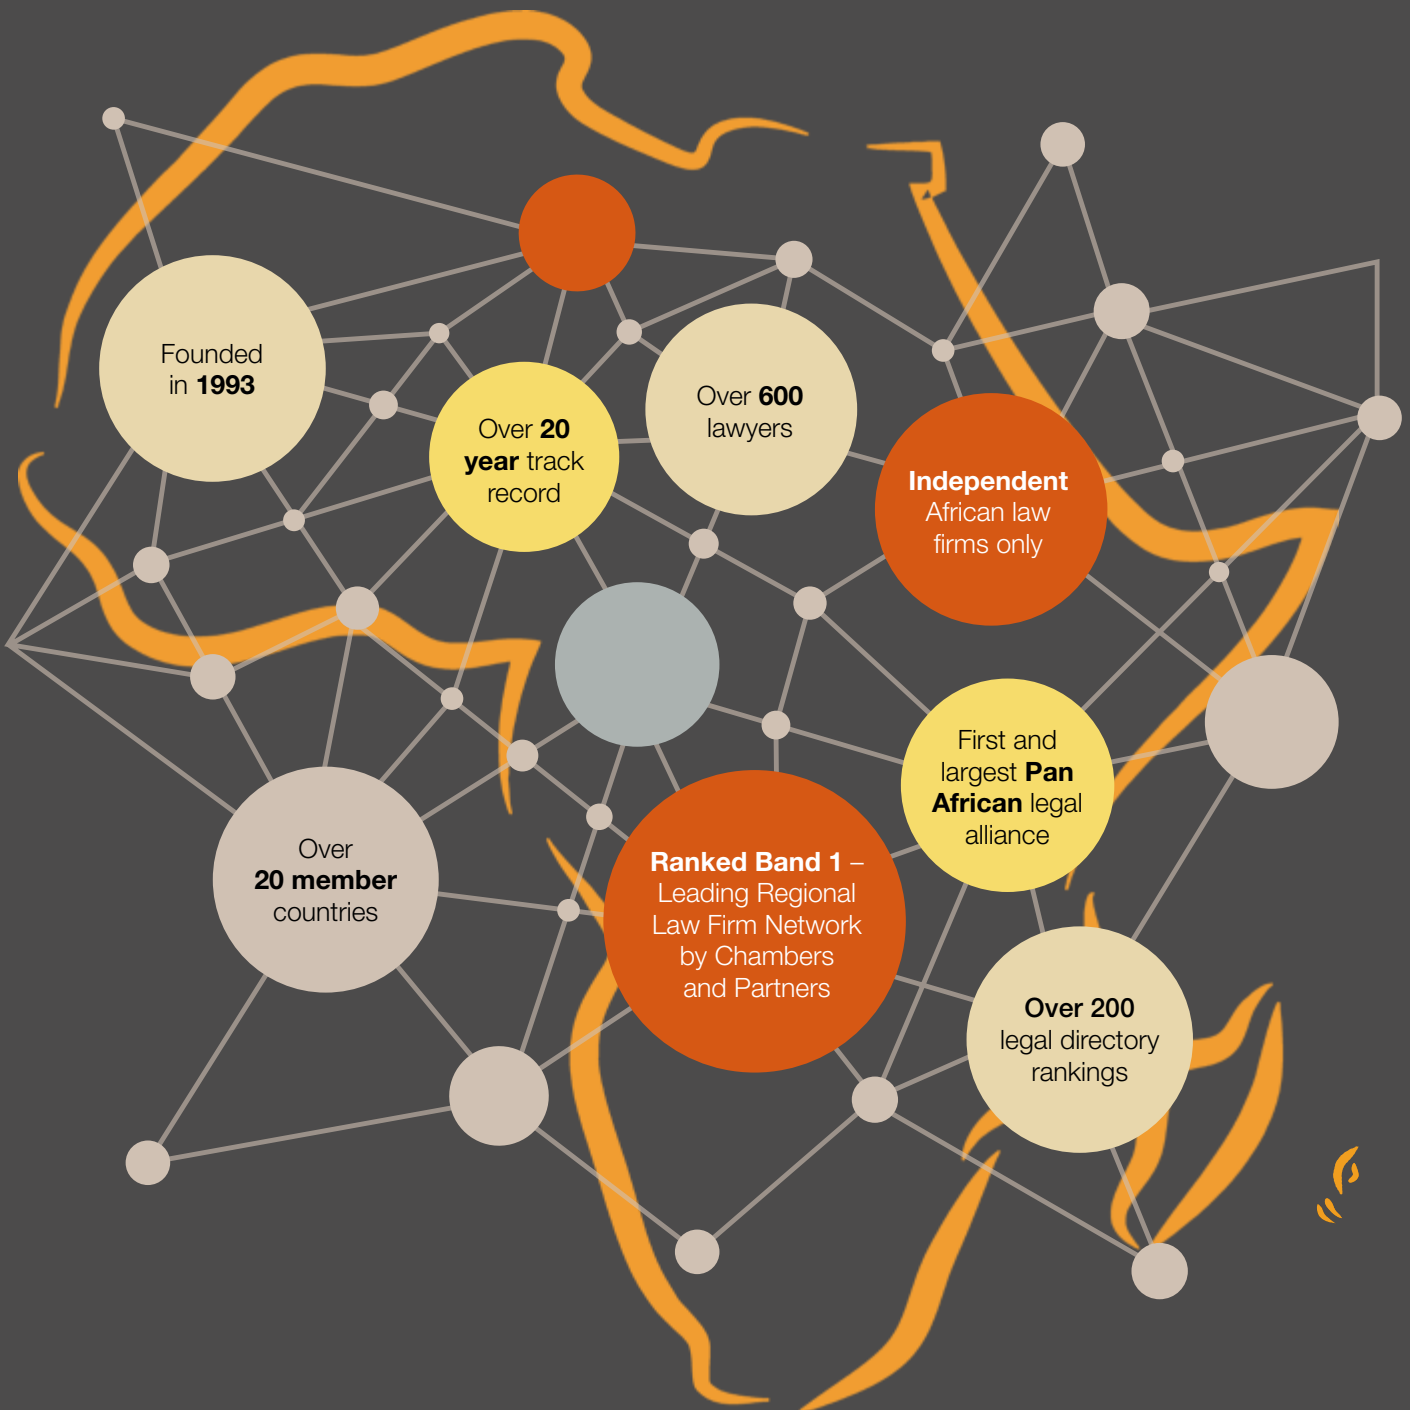 Founded
in 1993
Over 20
year track
record
Over 600
lawyers
Independent
African law
firms only
First and
largest Pan
African legal
alliance
Over
20 member
countries
Ranked Band 1 –
Leading Regional
Law Firm Network
by Chambers
and Partners
Over 200
legal directory
rankings